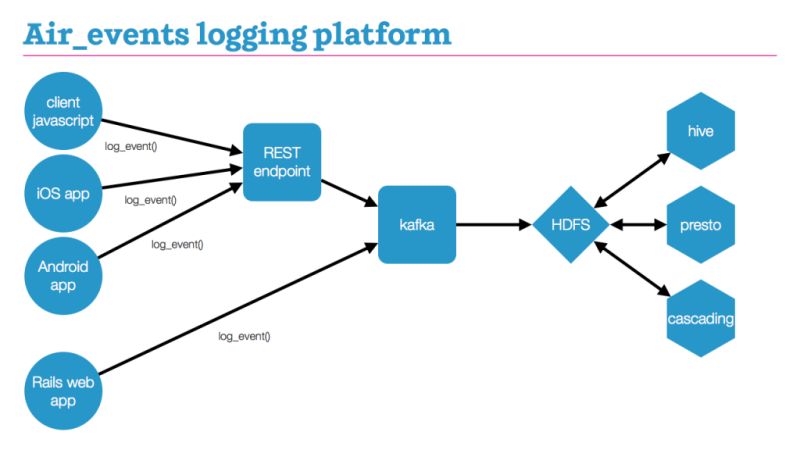 Air_events logging platform
client
javascript
log_event()
REST
endpoint
hive
iOS app
log_event()
kafka
HDFS
presto
Android
app
log_event()
cascading
log_event()
Rails web
app